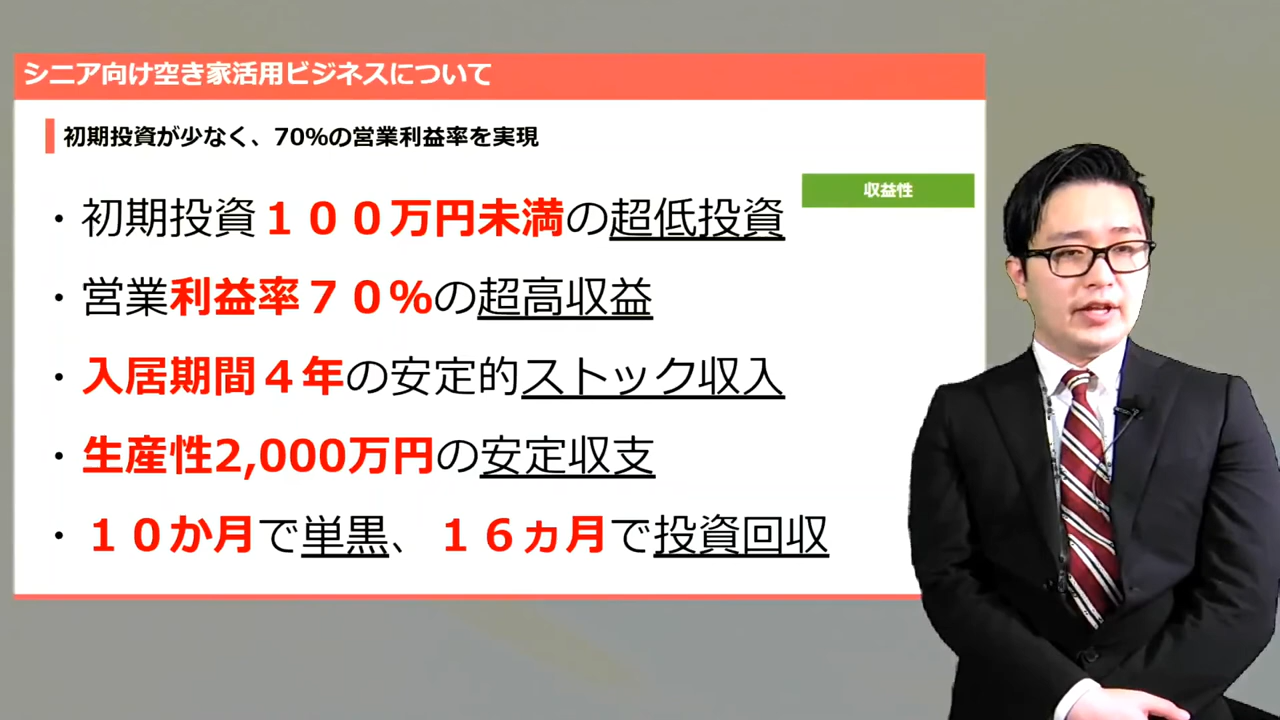 シニア向け空き家活用ビジネスについて
初期投資が少なく、70%の営業利益率を実現
収益性
・初期投資１００万円未満の超低投資
・営業利益率７０％の超高収益
・入居期間４年の安定的ストック収入
・生産性2,000万円の安定収支
・１０か月で単黒、１６ヵ月で投資回収